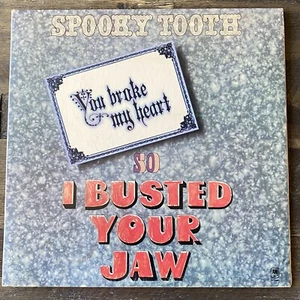 SPOOKY TOOTH
You broke
my heart
SO
I BUSTED
YOUR
JAW